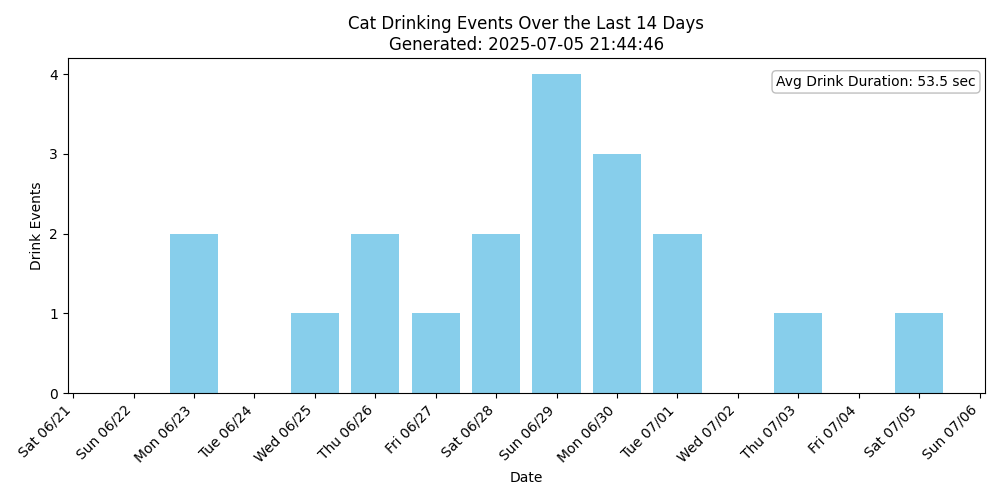 Cat Drinking Events Over the Last 14 Days
Generated: 2025-07-05 21:44:46
Avg Drink Duration: 53.5 sec
Drink Events
4
3
2
1
0
Sat 06/21
Sun 06/22
Mon 06/23
Tue 06/24
Wed 06/25
Thu 06/26
Fri 06/27
Sat 06/28
Sun 06/29
Mon 06/30
Tue 07/01
Wed 07/02
Thu 07/03
Fri 07/04
Sat 07/05
Sun 07/06
Date